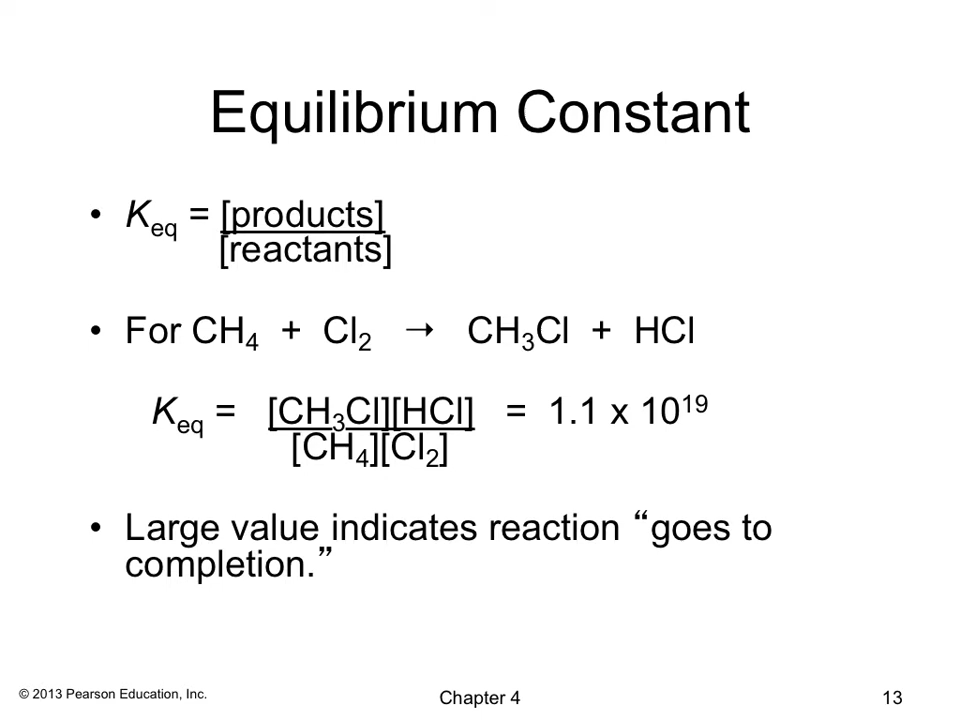 Equilibrium Constant
• Keq = [products]
[reactants]
• For CH4 + Cl2 → CH3Cl + HCl
Keq = [CH3Cl][HCl] = 1.1 x 10^19
[CH4][Cl2]
• Large value indicates reaction “goes to
completion.”
© 2013 Pearson Education, Inc.
Chapter 4
13